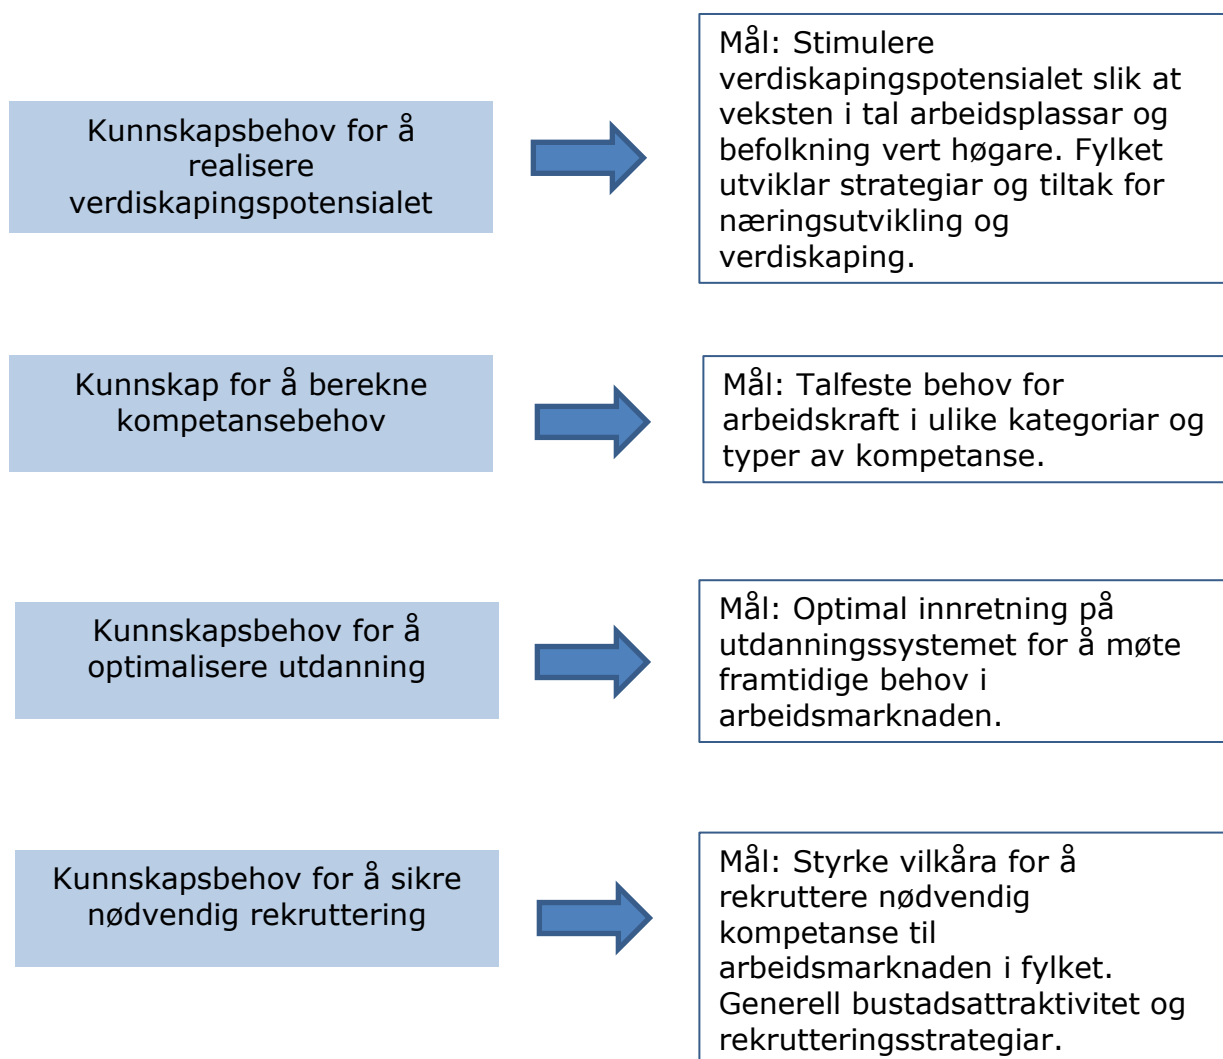 Kunnskapsbehov for å
realisere
verdiskapingspotensialet
Mål: Stimulere
verdiskapingspotensialet slik at
veksten i tal arbeidsplassar og
befolkning vert høgare. Fylket
utviklar strategiar og tiltak for
næringsutvikling og
verdiskaping.
Kunnskap for å berekne
kompetansebehov
Mål: Talfeste behov for
arbeidskraft i ulike kategoriar og
typer av kompetanse.
Kunnskapsbehov for å
optimalisere utdanning
Mål: Optimal innretning på
utdanningssystemet for å møte
framtidige behov i
arbeidsmarknaden.
Kunnskapsbehov for å sikre
nødvendig rekruttering
Mål: Styrke vilkåra for å
rekruttere nødvendig
kompetanse til
arbeidsmarknaden i fylket.
Generell bustadsattraktivitet og
rekrutteringsstrategiar.